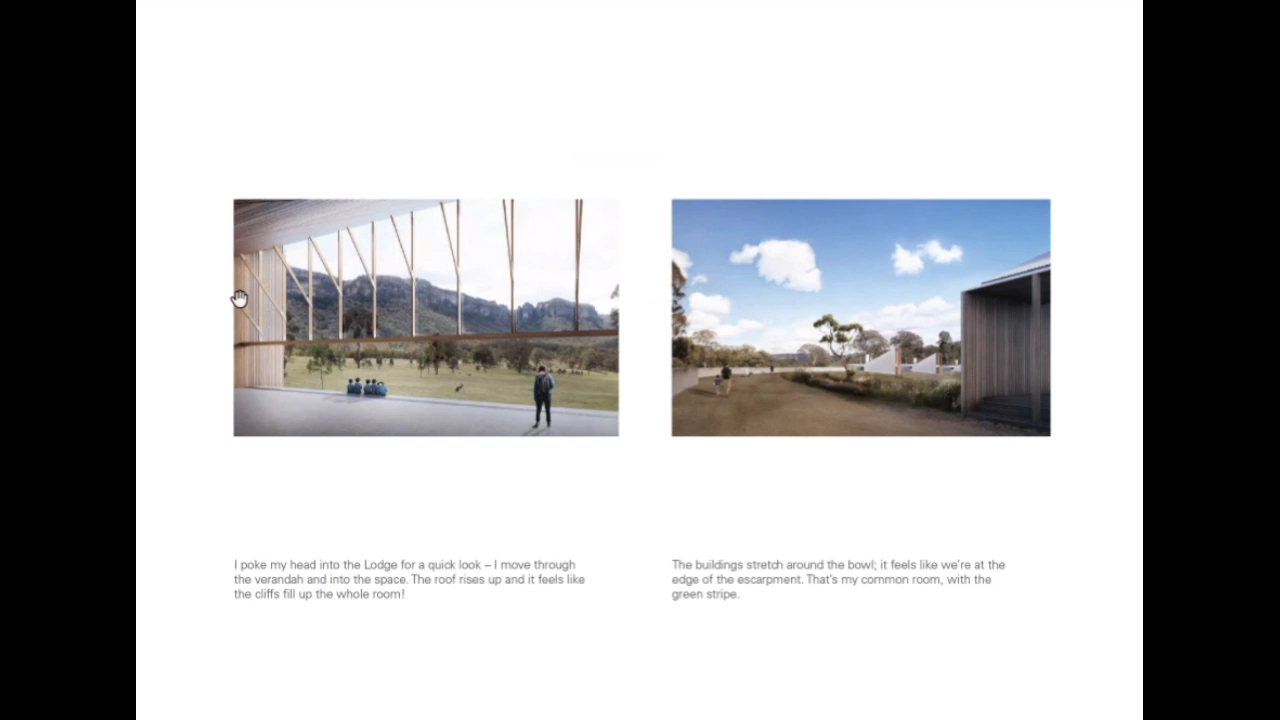 I poke my head into the Lodge for a quick look – I move through
the verandah and into the space. The roof rises up and it feels like
the cliffs fill up the whole room!
The buildings stretch around the bowl; it feels like we're at the
edge of the escarpment. That's my common room, with the
green stripe.